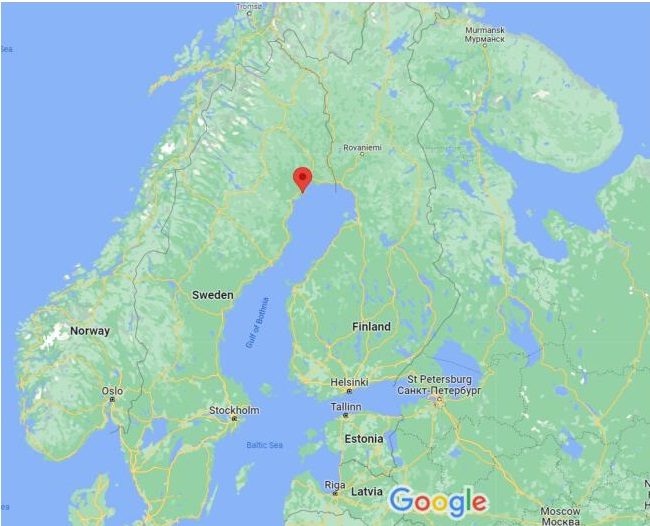 Tromsø
Murmansk
Мурманск
Rovaniemi
Sweden
Gulf of Bothnia
Norway
Finland
Oslo
Helsinki
St Petersburg
Санкт-Петербург
Stockholm
Tallinn
Baltic Sea
Estonia
Riga
Latvia
Google
Moscow
Москва